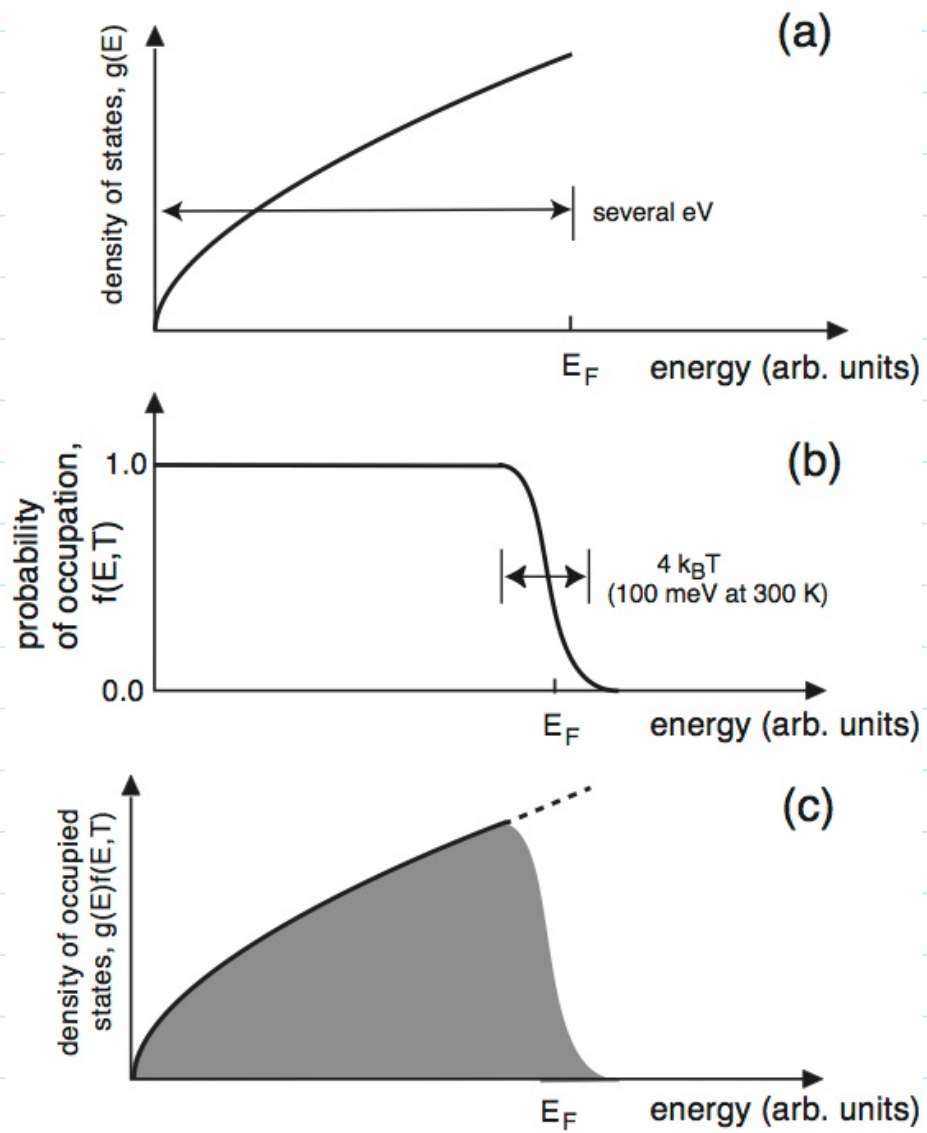 (a)
density of states, g(E)
several eV
E_F
energy (arb. units)
(b)
probability
of occupation,
f(E,T)
1.0
4 k_BT
(100 meV at 300 K)
0.0
E_F
energy (arb. units)
(c)
density of occupied
states, g(E)f(E,T)
E_F
energy (arb. units)